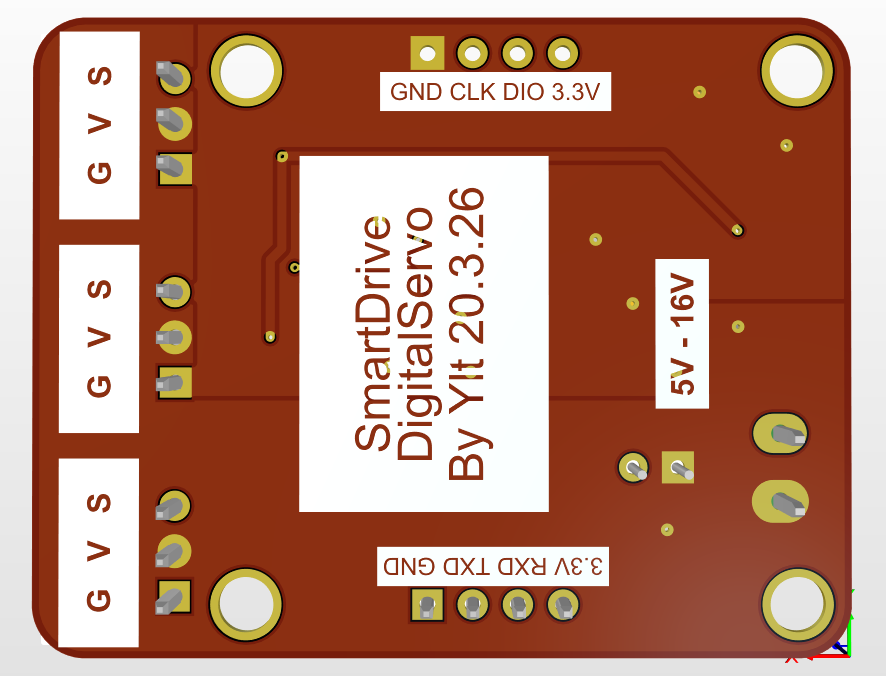 S
V
G
GND CLK DIO 3.3V
S
V
G
SmartDrive
DigitalServo
By Ylt 20.3.26
5V - 16V
S
V
G
3.3V RXD TXD GND
X